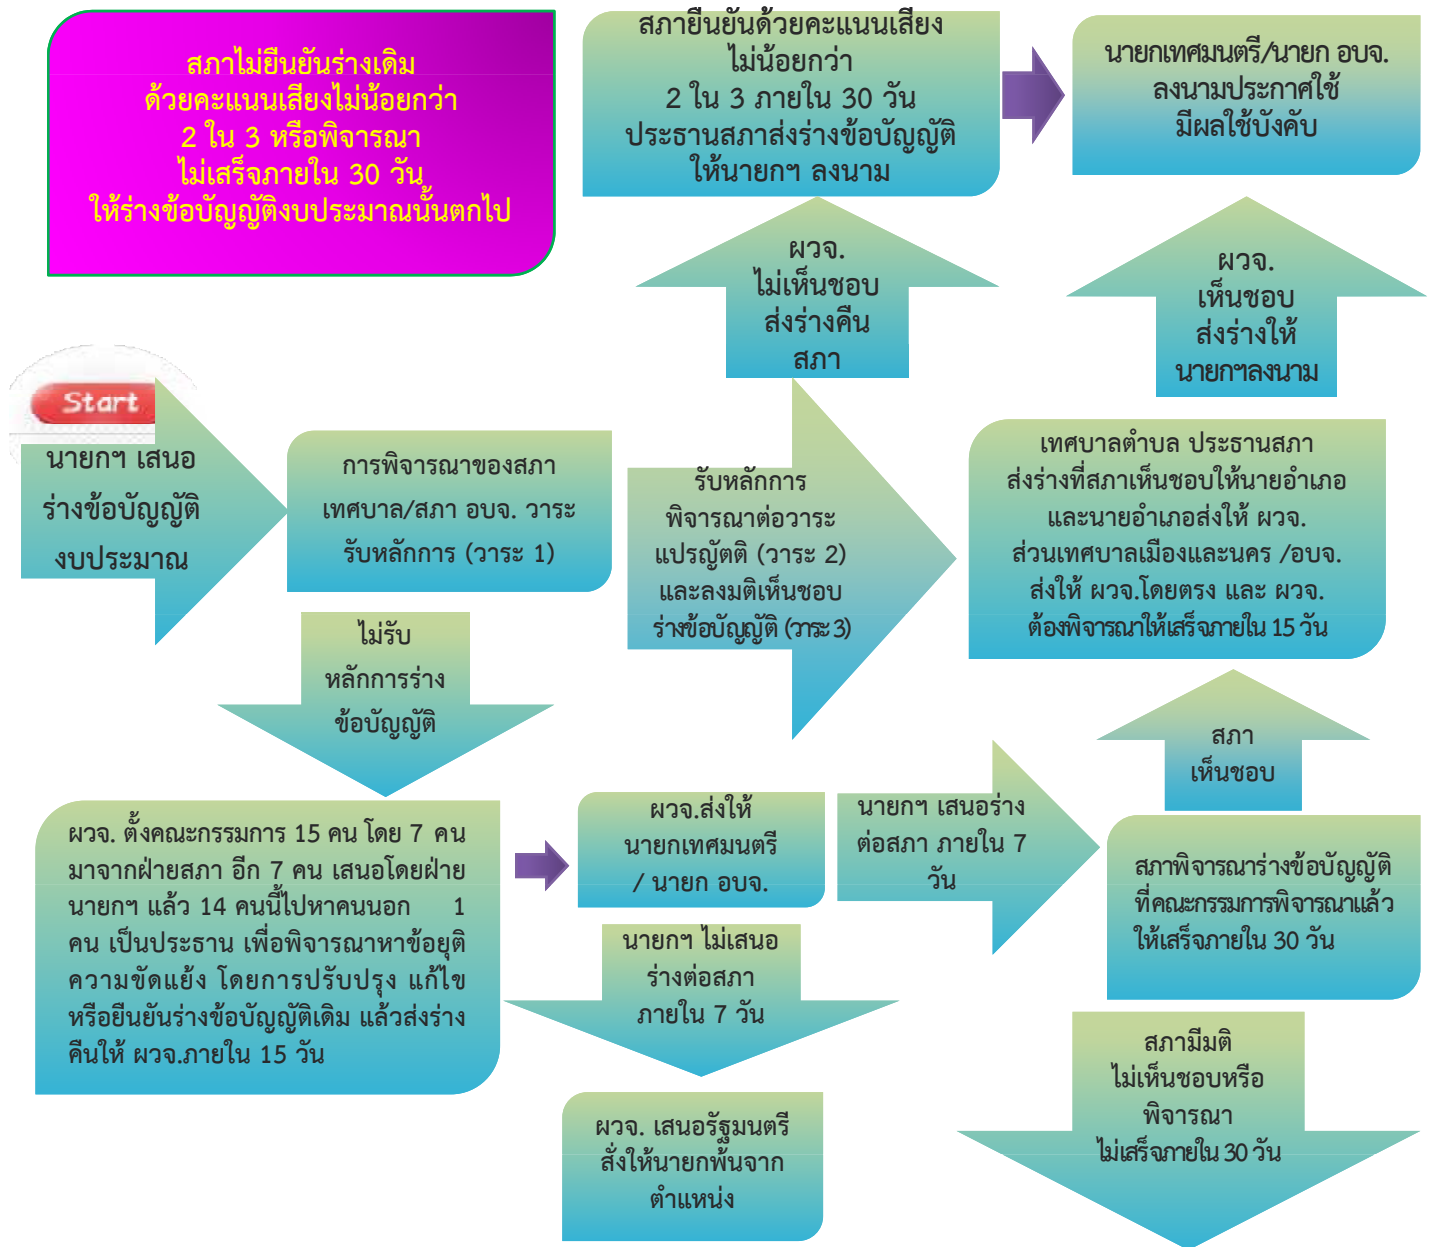 สภาไม่ยืนยันร่างเดิม
ด้วยคะแนนเสียงไม่น้อยกว่า
2 ใน 3 หรือพิจารณา
ไม่เสร็จภายใน 30 วัน
ให้ร่างข้อบัญญัติงบประมาณนั้นตกไป
สภายืนยันด้วยคะแนนเสียง
ไม่น้อยกว่า
2 ใน 3 ภายใน 30 วัน
ประธานสภาส่งร่างข้อบัญญัติ
ให้นายกฯ ลงนาม
นายกเทศมนตรี/นายก อบจ.
ลงนามประกาศใช้
มีผลใช้บังคับ
ผวจ.
ไม่เห็นชอบ
ส่งร่างคืน
สภา
ผวจ.
เห็นชอบ
ส่งร่างให้
นายกฯลงนาม
Start
นายกฯ เสนอ
ร่างข้อบัญญัติ
งบประมาณ
การพิจารณาของสภา
เทศบาล/สภา อบจ. วาระ
รับหลักการ (วาระ 1)
รับหลักการ
พิจารณาต่อวาระ
แปรญัตติ (วาระ 2)
และลงมติเห็นชอบ
ร่างข้อบัญญัติ (วาระ 3)
เทศบาลตำบล ประธานสภา
ส่งร่างที่สภาเห็นชอบให้นายอำเภอ
และนายอำเภอส่งให้ ผวจ.
ส่วนเทศบาลเมืองและนคร /อบจ.
ส่งให้ ผวจ.โดยตรง และ ผวจ.
ต้องพิจารณาให้เสร็จภายใน 15 วัน
ไม่รับ
หลักการร่าง
ข้อบัญญัติ
สภา
เห็นชอบ
ผวจ. ตั้งคณะกรรมการ 15 คน โดย 7 คน
มาจากฝ่ายสภา อีก 7 คน เสนอโดยฝ่าย
นายกฯ แล้ว 14 คนนี้ไปหาคนนอก 1
คน เป็นประธาน เพื่อพิจารณาหาข้อยุติ
ความขัดแย้ง โดยการปรับปรุง แก้ไข
หรือยืนยันร่างข้อบัญญัติเดิม แล้วส่งร่าง
คืนให้ ผวจ.ภายใน 15 วัน
ผวจ.ส่งให้
นายกเทศมนตรี
/ นายก อบจ.
นายกฯ เสนอร่าง
ต่อสภา ภายใน 7
วัน
สภาพิจารณาร่างข้อบัญญัติ
ที่คณะกรรมการพิจารณาแล้ว
ให้เสร็จภายใน 30 วัน
นายกฯ ไม่เสนอ
ร่างต่อสภา
ภายใน 7 วัน
สภามีมติ
ไม่เห็นชอบหรือ
พิจารณา
ไม่เสร็จภายใน 30 วัน
ผวจ. เสนอรัฐมนตรี
สั่งให้นายกพ้นจาก
ตำแหน่ง